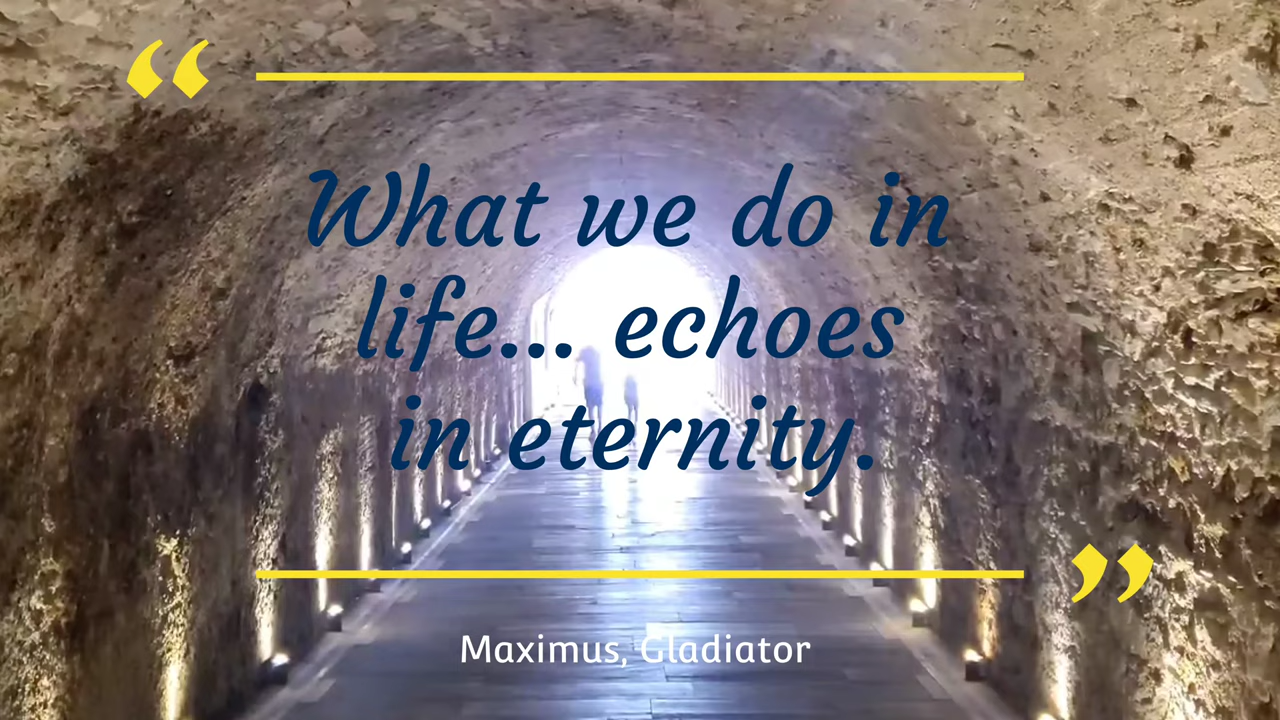 “
What we do in
life... echoes
in eternity.
”
Maximus, Gladiator